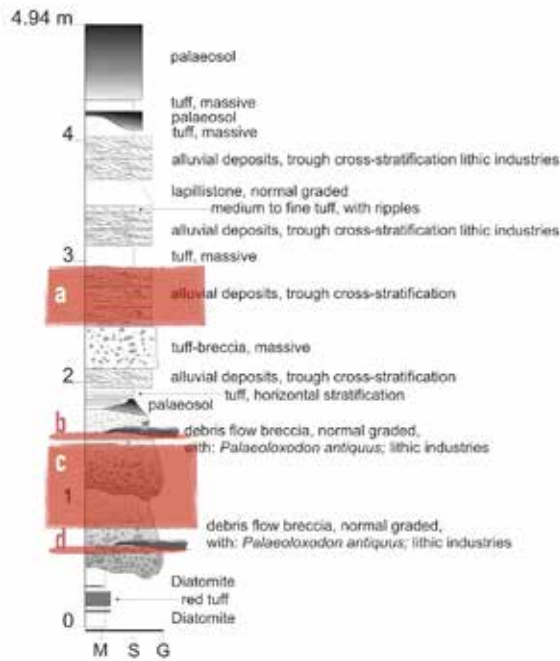 4.94 m
palaeosol
tuff, massive
palaeosol
4
tuff, massive
alluvial deposits, trough cross-stratification lithic industries
lapillistone, normal graded
medium to fine tuff, with ripples
alluvial deposits, trough cross-stratification lithic industries
3
tuff, massive
a
alluvial deposits, trough cross-stratification
tuff-breccia, massive
2
alluvial deposits, trough cross-stratification
tuff, horizontal stratification
palaeosol
b
debris flow breccia, normal graded,
with: Palaeoloxodon antiquus; lithic industries
c
1
debris flow breccia, normal graded,
d
with: Palaeoloxodon antiquus; lithic industries
Diatomite
red tuff
0
Diatomite
M S G